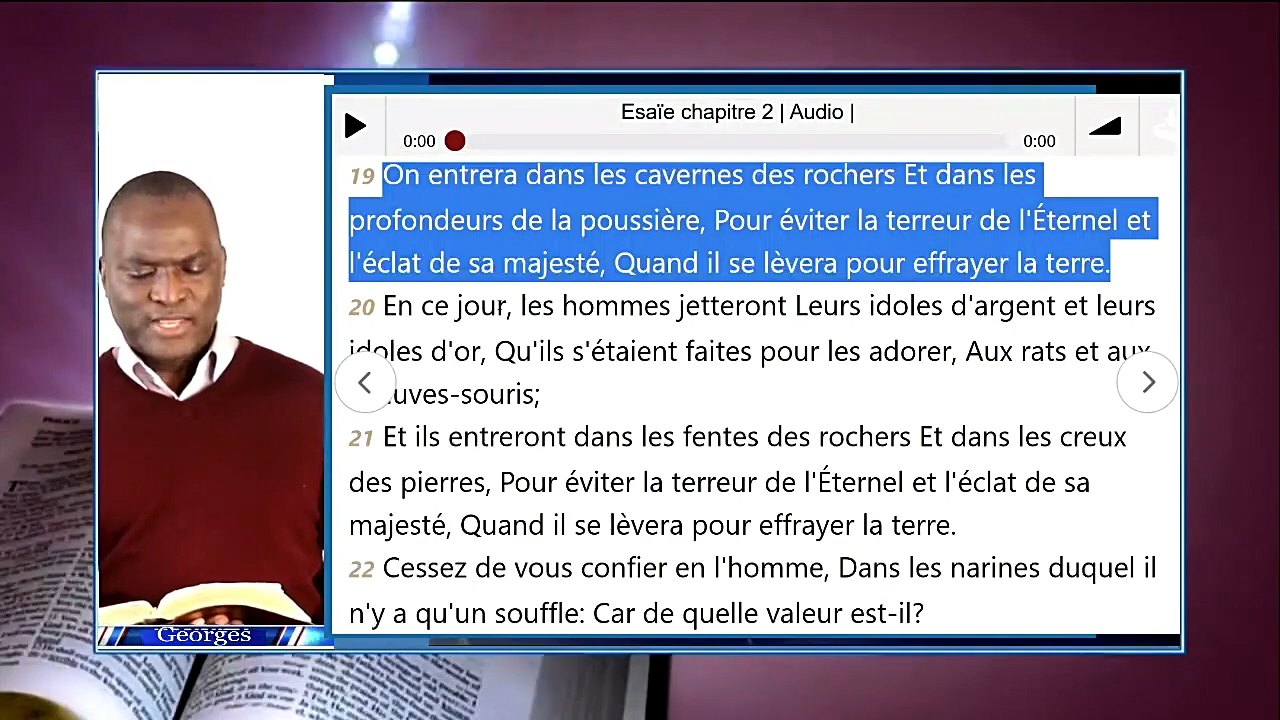 Esaïe chapitre 2 | Audio |
0:00
0:00
19 On entrera dans les cavernes des rochers Et dans les
profondeurs de la poussière, Pour éviter la terreur de l'Éternel et
l'éclat de sa majesté, Quand il se lèvera pour effrayer la terre.
20 En ce jour, les hommes jetteront Leurs idoles d'argent et leurs
idoles d'or, Qu'ils s'étaient faites pour les adorer, Aux rats et aux
uves-souris;
21 Et ils entreront dans les fentes des rochers Et dans les creux
des pierres, Pour éviter la terreur de l'Éternel et l'éclat de sa
majesté, Quand il se lèvera pour effrayer la terre.
22 Cessez de vous confier en l'homme, Dans les narines duquel il
n'y a qu'un souffle: Car de quelle valeur est-il?
Georges